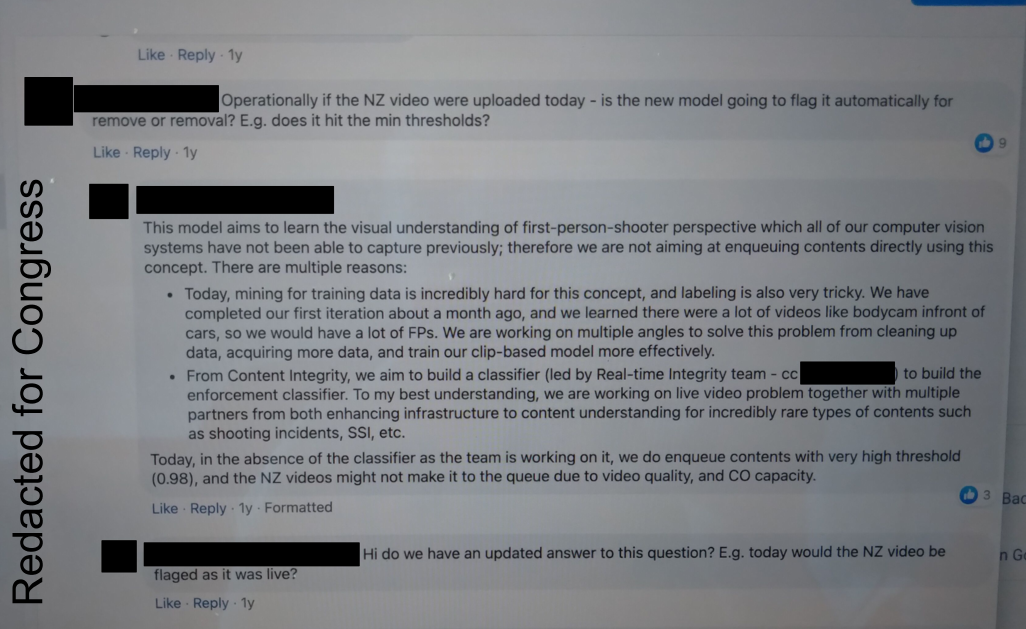 Like · Reply · 1y
Operationally if the NZ video were uploaded today - is the new model going to flag it automatically for
remove or removal? E.g. does it hit the min thresholds?
Like · Reply · 1y
9
This model aims to learn the visual understanding of first-person-shooter perspective which all of our computer vision
systems have not been able to capture previously; therefore we are not aiming at enqueuing contents directly using this
concept. There are multiple reasons:
• Today, mining for training data is incredibly hard for this concept, and labeling is also very tricky. We have
completed our first iteration about a month ago, and we learned there were a lot of videos like bodycam infront of
cars, so we would have a lot of FPs. We are working on multiple angles to solve this problem from cleaning up
data, acquiring more data, and train our clip-based model more effectively.
• From Content Integrity, we aim to build a classifier (led by Real-time Integrity team - cc ) to build the
enforcement classifier. To my best understanding, we are working on live video problem together with multiple
partners from both enhancing infrastructure to content understanding for incredibly rare types of contents such
as shooting incidents, SSI, etc.
Today, in the absence of the classifier as the team is working on it, we do enqueue contents with very high threshold
(0.98), and the NZ videos might not make it to the queue due to video quality, and CO capacity.
3
Like · Reply · 1y · Formatted
Hi do we have an updated answer to this question? E.g. today would the NZ video be
flaged as it was live?
Like · Reply · 1y
Redacted for Congress